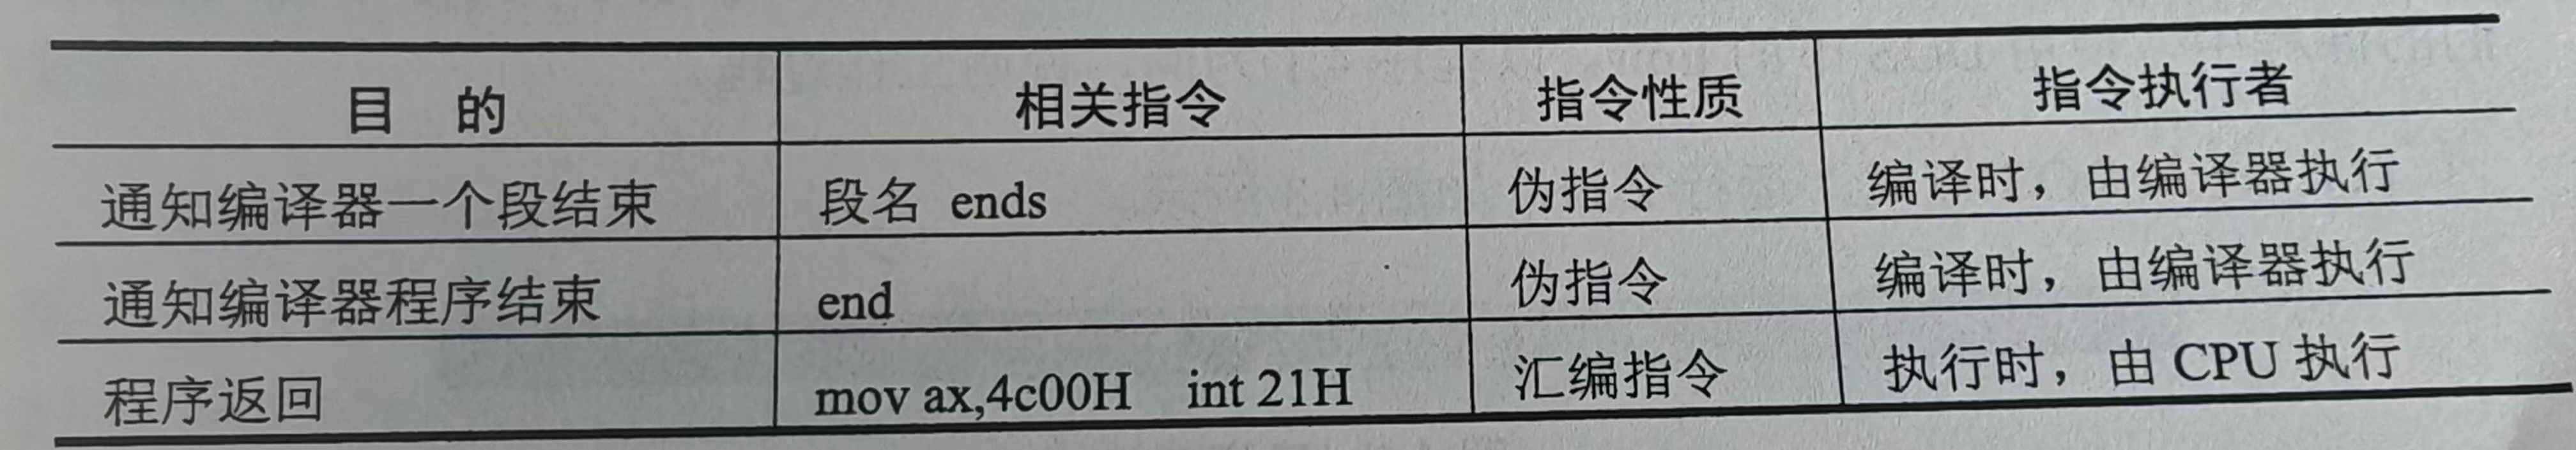 目 的 相关指令 指令性质 指令执行者
通知编译器一个段结束 段名 ends 伪指令 编译时，由编译器执行
通知编译器程序结束 end 伪指令 编译时，由编译器执行
程序返回 mov ax,4c00H int 21H 汇编指令 执行时，由 CPU 执行